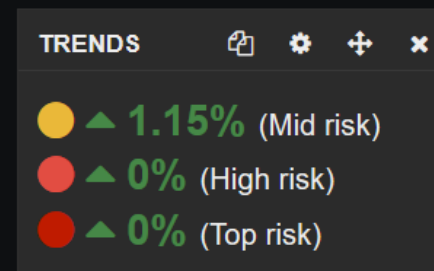 TRENDS
1.15% (Mid risk)
0% (High risk)
0% (Top risk)